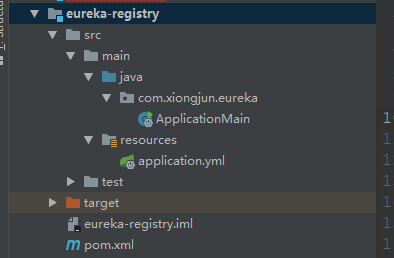 eureka-registry
src
main
java
com.xiongjun.eureka
ApplicationMain
resources
application.yml
test
target
eureka-registry.iml
pom.xml